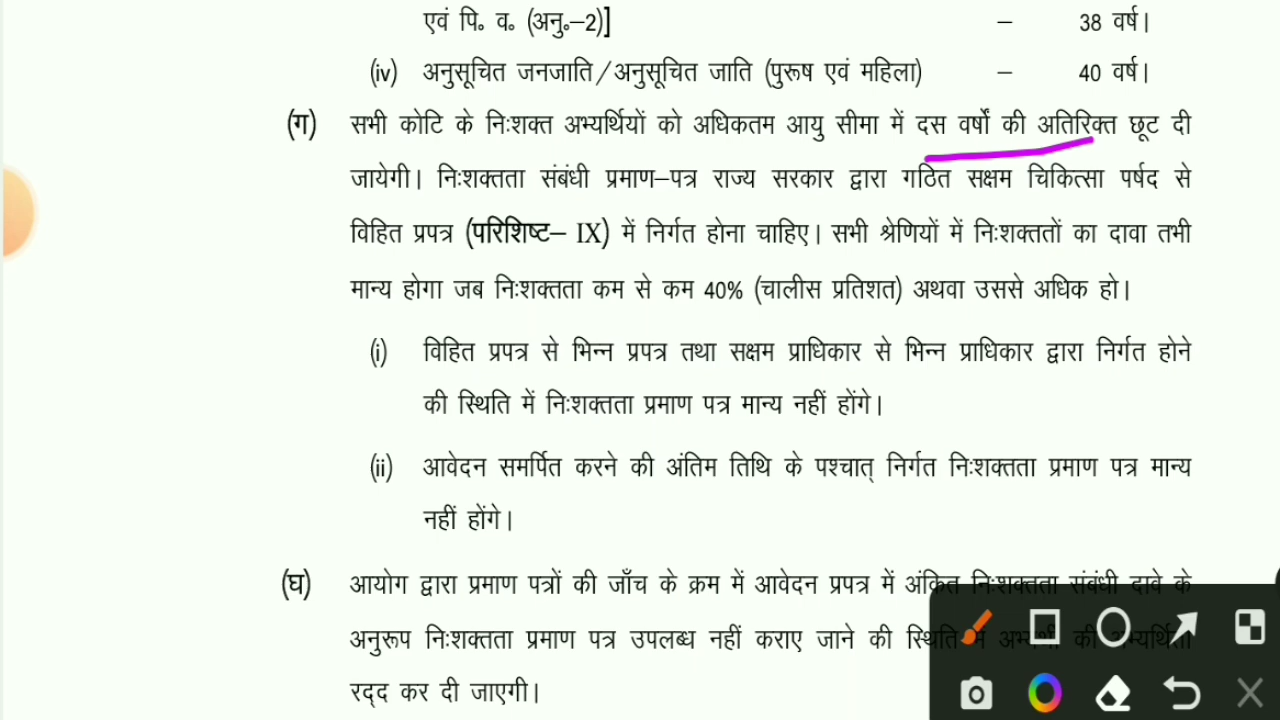 एवं पि॰ व॰ (अनु॰–2)] – 38 वर्ष।
(iv) अनुसूचित जनजाति/अनुसूचित जाति (पुरूष एवं महिला) – 40 वर्ष।
(ग) सभी कोटि के निःशक्त अभ्यर्थियों को अधिकतम आयु सीमा में दस वर्षों की अतिरिक्त छूट दी
जायेगी। निःशक्तता संबंधी प्रमाण–पत्र राज्य सरकार द्वारा गठित सक्षम चिकित्सा पर्षद से
विहित प्रपत्र (परिशिष्ट– IX) में निर्गत होना चाहिए। सभी श्रेणियों में निःशक्ततों का दावा तभी
मान्य होगा जब निःशक्तता कम से कम 40% (चालीस प्रतिशत) अथवा उससे अधिक हो।
(i) विहित प्रपत्र से भिन्न प्रपत्र तथा सक्षम प्राधिकार से भिन्न प्राधिकार द्वारा निर्गत होने
की स्थिति में निःशक्तता प्रमाण पत्र मान्य नहीं होंगे।
(ii) आवेदन समर्पित करने की अंतिम तिथि के पश्चात् निर्गत निःशक्तता प्रमाण पत्र मान्य
नहीं होंगे।
(घ) आयोग द्वारा प्रमाण पत्रों की जाँच के क्रम में आवेदन प्रपत्र में अंकित निःशक्तता संबंधी दावे के
अनुरूप निःशक्तता प्रमाण पत्र उपलब्ध नहीं कराए जाने की स्थिति में अभ्यर्थी की अभ्यर्थिता
रद्द कर दी जाएगी।